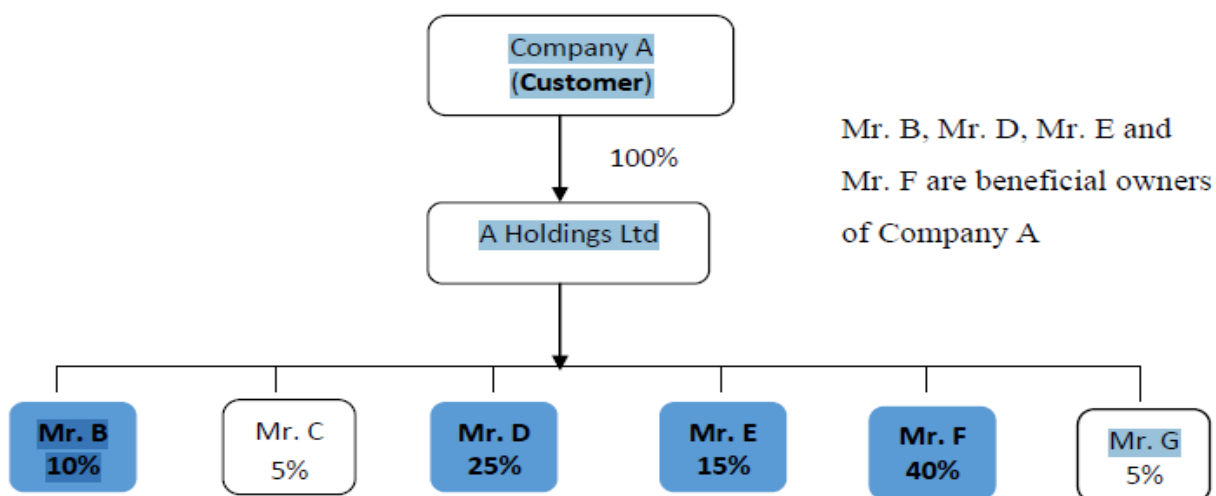 Company A
(Customer)
100%
Mr. B, Mr. D, Mr. E and
Mr. F are beneficial owners
of Company A
A Holdings Ltd
Mr. B
10%
Mr. C
5%
Mr. D
25%
Mr. E
15%
Mr. F
40%
Mr. G
5%